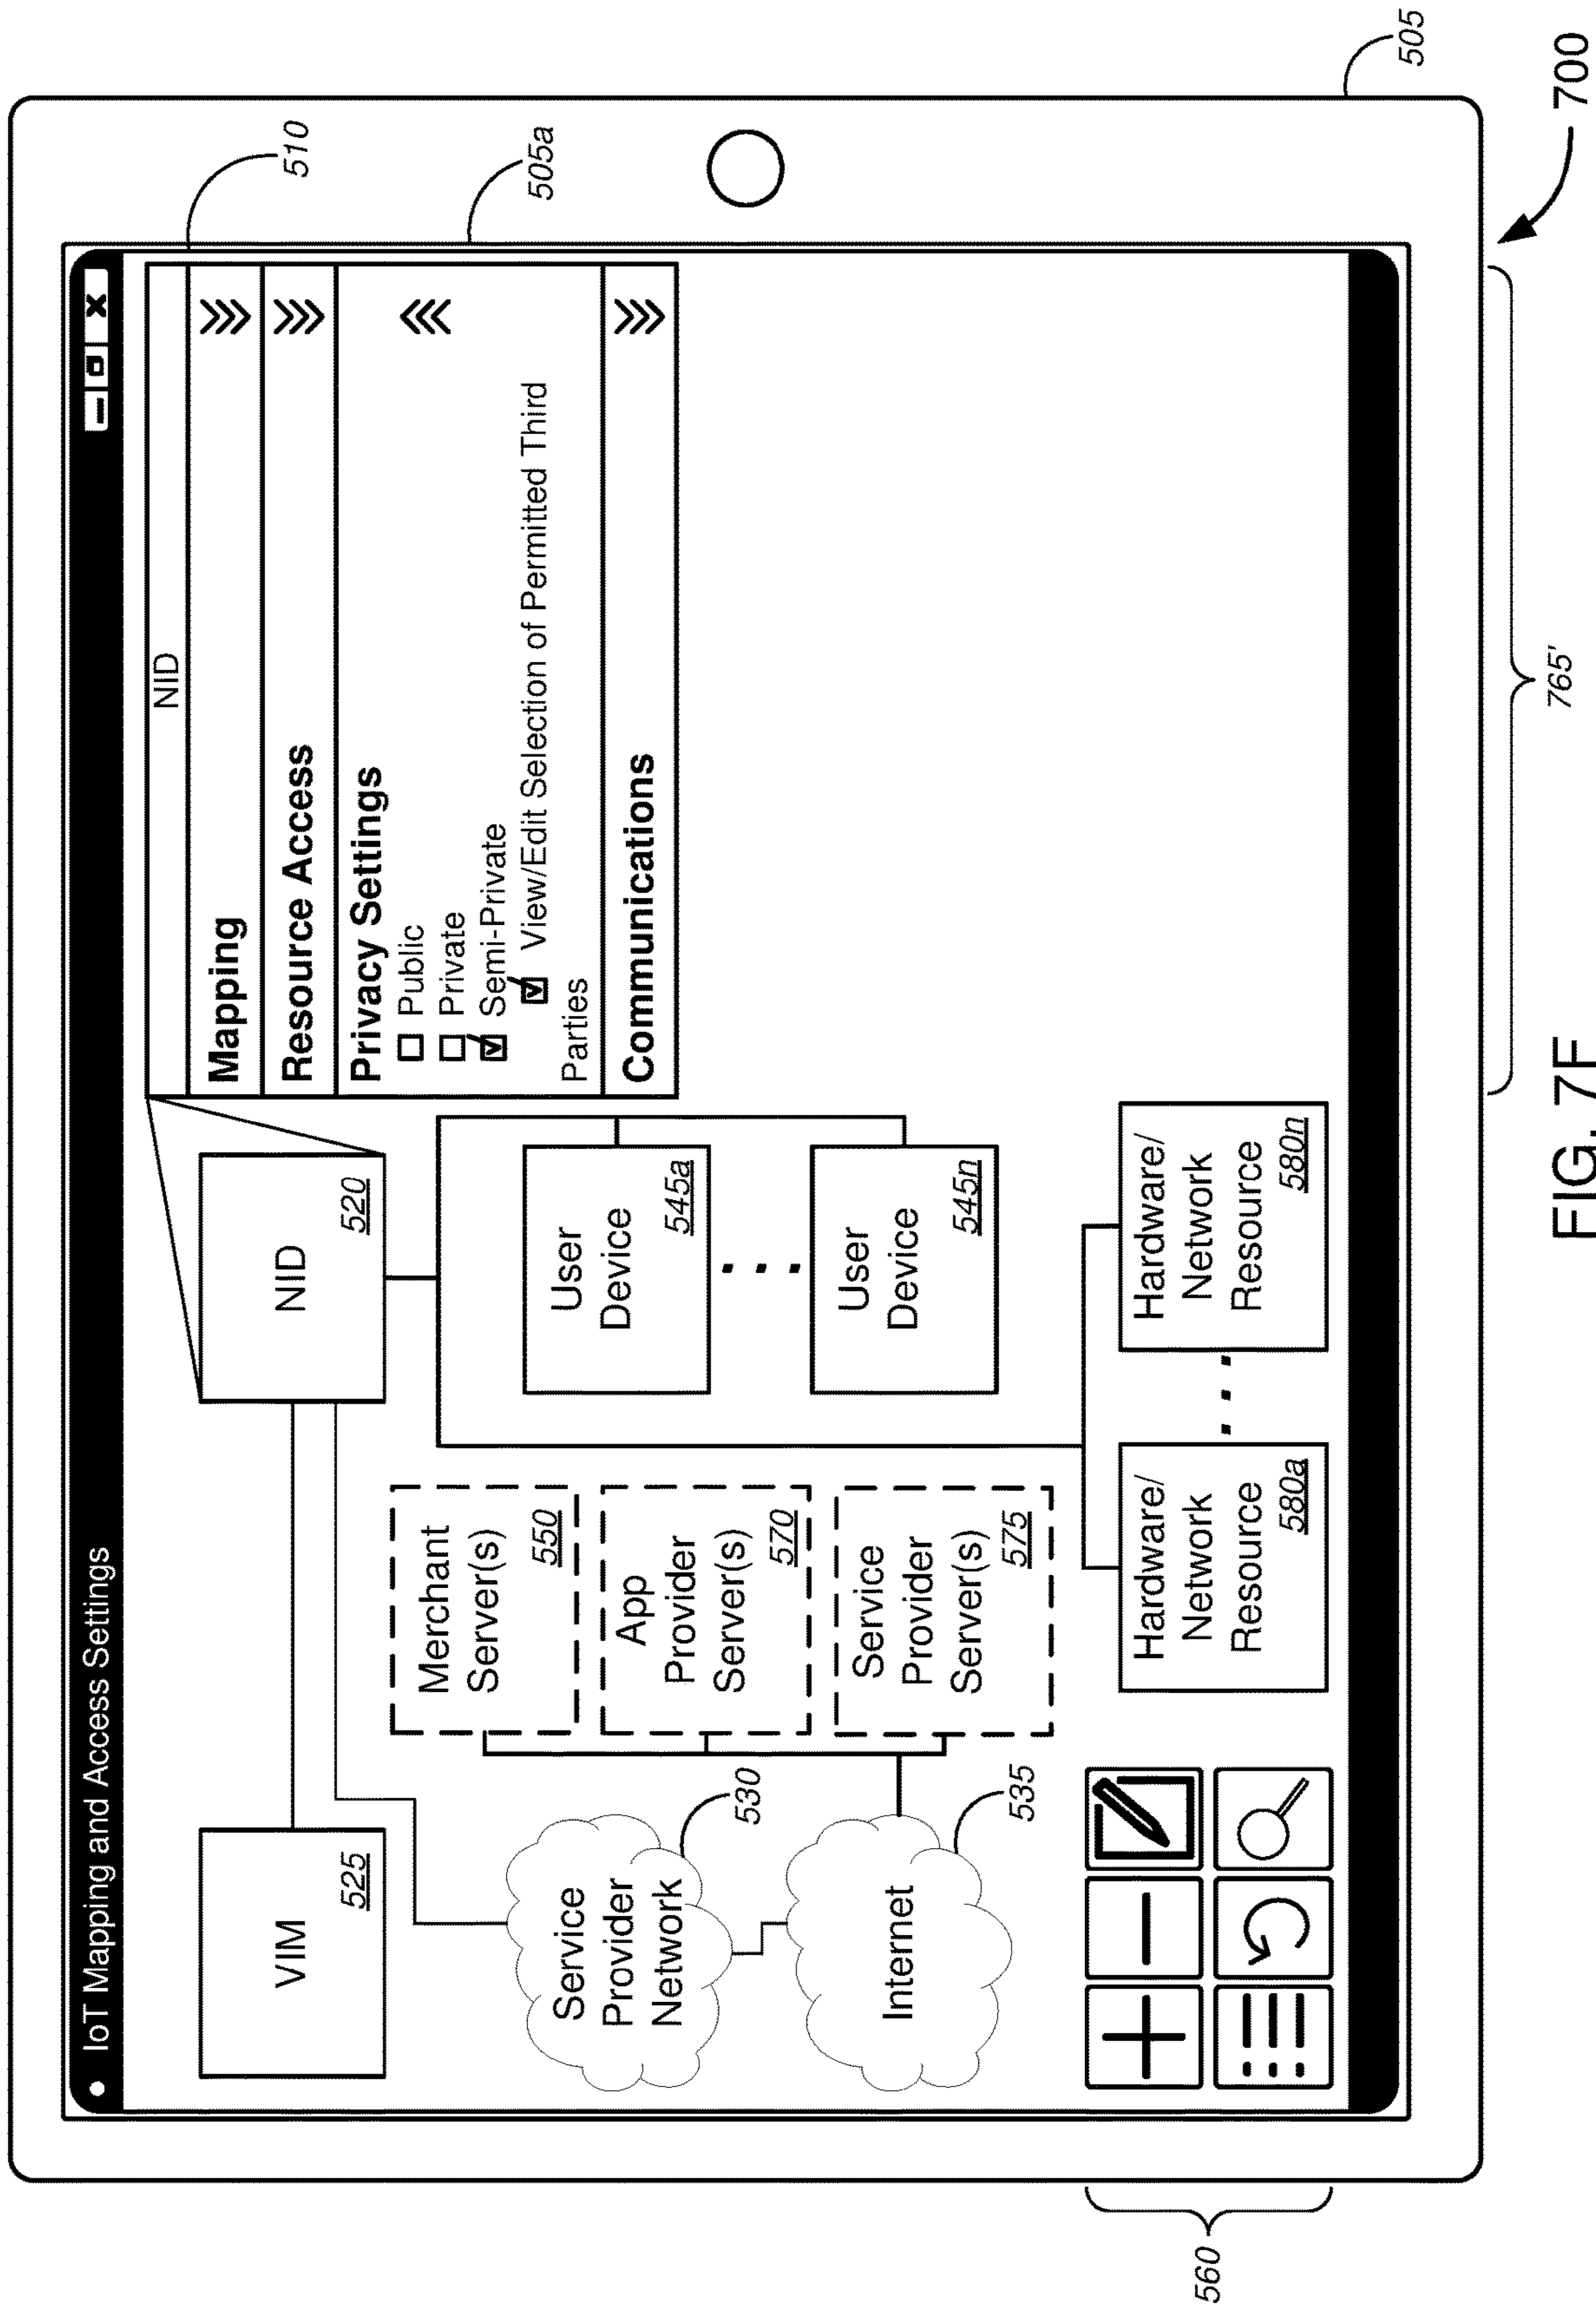 IoT Mapping and Access Settings
X
510
505a
505
NID
Mapping
Resource Access
Privacy Settings
Public
Private
Semi-Private
View/Edit Selection of Permitted Third
Parties
Communications
VIM
525
NID
520
Service
Provider
Network
530
Internet
535
Merchant
Server(s)
550
App
Provider
Server(s)
570
Service
Provider
Server(s)
575
User
Device
545a
User
Device
545n
Hardware/
Network
Resource
580a
Hardware/
Network
Resource
580n
560
765'
700